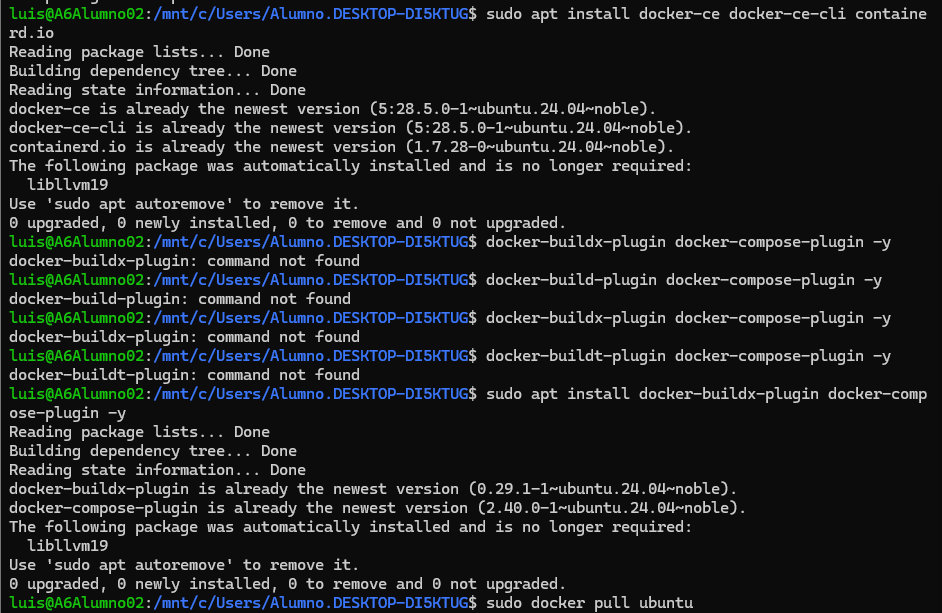 luis@A6Alumno02:/mnt/c/Users/Alumno.DESKTOP-DI5KTUG$ sudo apt install docker-ce docker-ce-cli containe
rd.io
Reading package lists... Done
Building dependency tree... Done
Reading state information... Done
docker-ce is already the newest version (5:28.5.0-1~ubuntu.24.04~noble).
docker-ce-cli is already the newest version (5:28.5.0-1~ubuntu.24.04~noble).
containerd.io is already the newest version (1.7.28-0~ubuntu.24.04~noble).
The following package was automatically installed and is no longer required:
  libllvm19
Use 'sudo apt autoremove' to remove it.
0 upgraded, 0 newly installed, 0 to remove and 0 not upgraded.
luis@A6Alumno02:/mnt/c/Users/Alumno.DESKTOP-DI5KTUG$ docker-buildx-plugin docker-compose-plugin -y
docker-buildx-plugin: command not found
luis@A6Alumno02:/mnt/c/Users/Alumno.DESKTOP-DI5KTUG$ docker-build-plugin docker-compose-plugin -y
docker-build-plugin: command not found
luis@A6Alumno02:/mnt/c/Users/Alumno.DESKTOP-DI5KTUG$ docker-buildx-plugin docker-compose-plugin -y
docker-buildx-plugin: command not found
luis@A6Alumno02:/mnt/c/Users/Alumno.DESKTOP-DI5KTUG$ docker-buildt-plugin docker-compose-plugin -y
docker-buildt-plugin: command not found
luis@A6Alumno02:/mnt/c/Users/Alumno.DESKTOP-DI5KTUG$ sudo apt install docker-buildx-plugin docker-comp
ose-plugin -y
Reading package lists... Done
Building dependency tree... Done
Reading state information... Done
docker-buildx-plugin is already the newest version (0.29.1-1~ubuntu.24.04~noble).
docker-compose-plugin is already the newest version (2.40.0-1~ubuntu.24.04~noble).
The following package was automatically installed and is no longer required:
  libllvm19
Use 'sudo apt autoremove' to remove it.
0 upgraded, 0 newly installed, 0 to remove and 0 not upgraded.
luis@A6Alumno02:/mnt/c/Users/Alumno.DESKTOP-DI5KTUG$ sudo docker pull ubuntu